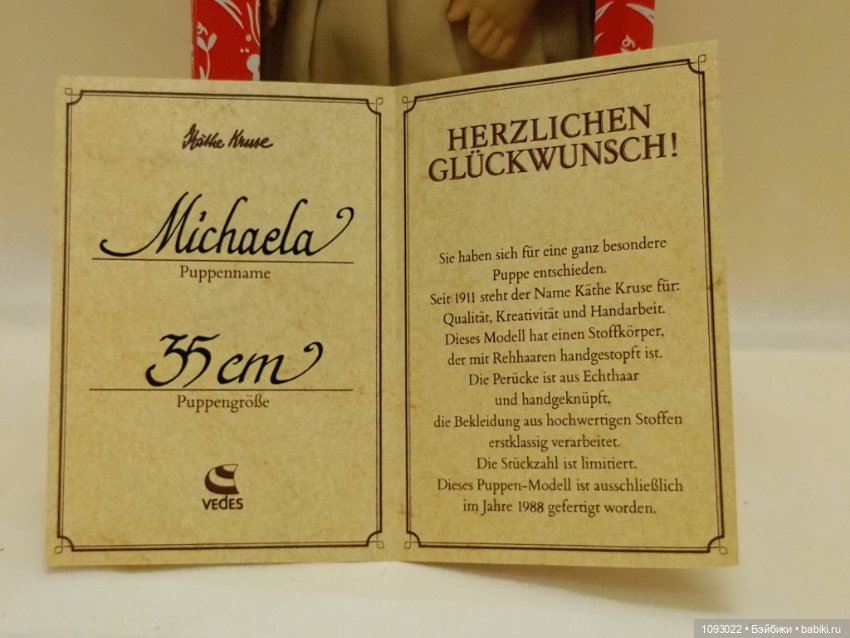 Käthe Kruse
Michaela
Puppenname
35 cm
Puppengröße
VEDES
HERZLICHEN
GLÜCKWUNSCH!
Sie haben sich für eine ganz besondere
Puppe entschieden.
Seit 1911 steht der Name Käthe Kruse für:
Qualität, Kreativität und Handarbeit.
Dieses Modell hat einen Stoffkörper,
der mit Rehhaaren handgestopft ist.
Die Perücke ist aus Echthaar
und handgeknüpft,
die Bekleidung aus hochwertigen Stoffen
erstklassig verarbeitet.
Die Stückzahl ist limitiert.
Dieses Puppen-Modell ist ausschließlich
im Jahre 1988 gefertigt worden.
1093022 • Бэйбики • babiki.ru